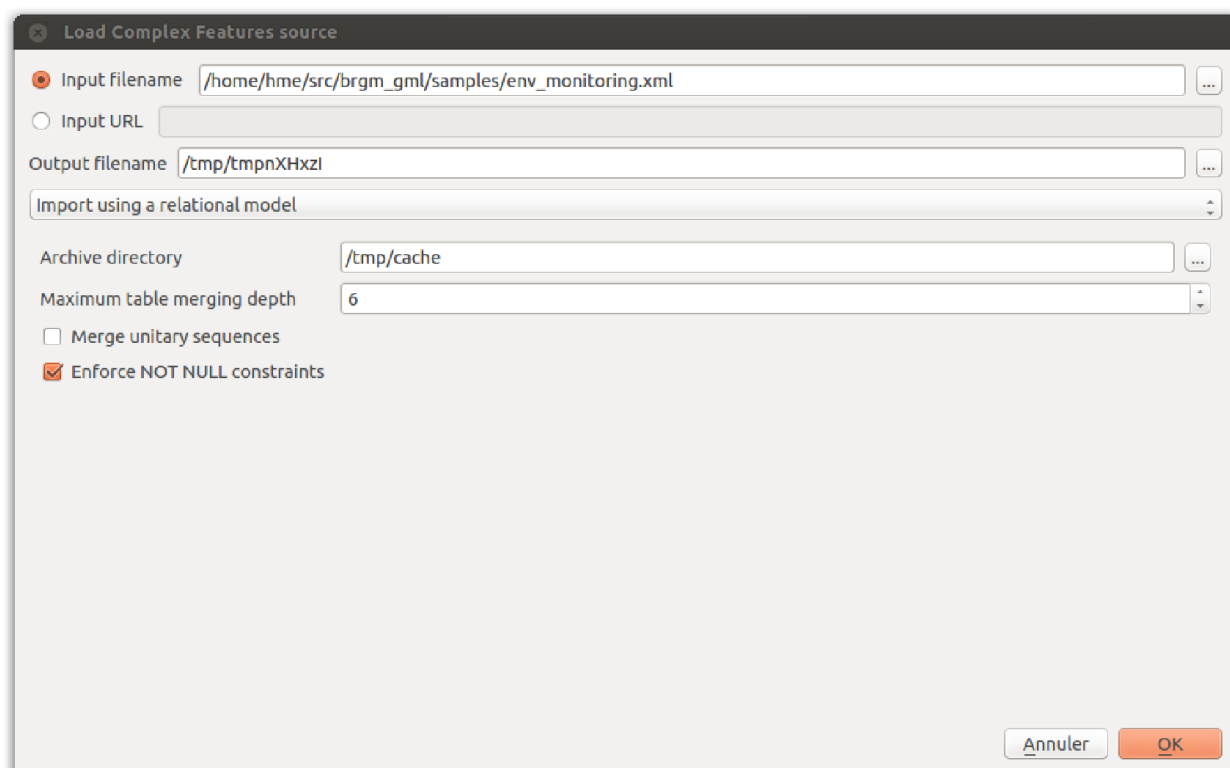 Load Complex Features source
Input filename /home/hme/src/brgm_gml/samples/env_monitoring.xml ...
Input URL
Output filename /tmp/tmpnXHxzI ...
Import using a relational model
Archive directory /tmp/cache ...
Maximum table merging depth 6
Merge unitary sequences
Enforce NOT NULL constraints
Annuler OK